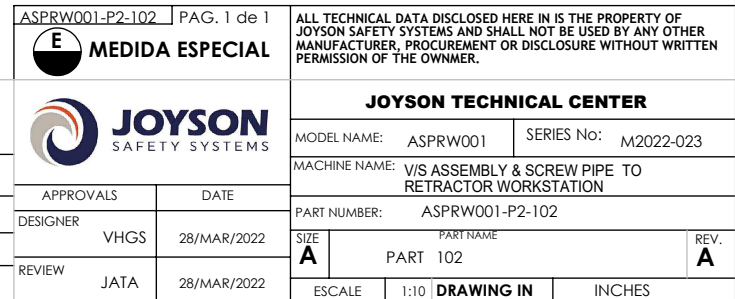 ASPRW001-P2-102 PAG. 1 de 1
E MEDIDA ESPECIAL
ALL TECHNICAL DATA DISCLOSED HERE IN IS THE PROPERTY OF
JOYSON SAFETY SYSTEMS AND SHALL NOT BE USED BY ANY OTHER
MANUFACTURER, PROCUREMENT OR DISCLOSURE WITHOUT WRITTEN
PERMISSION OF THE OWNMER.
JOYSON
SAFETY SYSTEMS
JOYSON TECHNICAL CENTER
MODEL NAME: ASPRW001 SERIES No: M2022-023
MACHINE NAME: V/S ASSEMBLY & SCREW PIPE TO
RETRACTOR WORKSTATION
APPROVALS DATE
PART NUMBER: ASPRW001-P2-102
DESIGNER
VHGS 28/MAR/2022
SIZE PART NAME REV.
A PART 102 A
REVIEW
JATA 28/MAR/2022
ESCALE 1:10 DRAWING IN INCHES